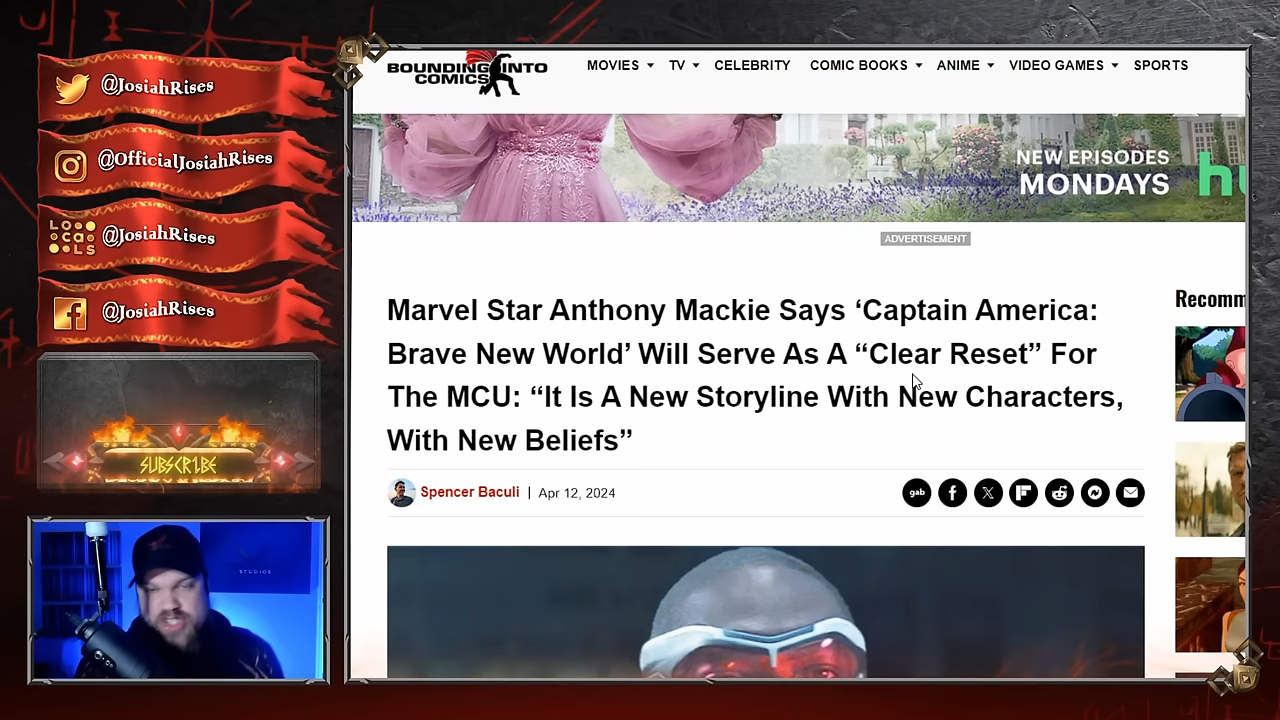 @JosiahRises
@OfficialJosiahRises
LOCALS
@JosiahRises
@JosiahRises
SUBSCRIBE
STUDIOS
BOUNDING INTO
COMICS
MOVIES TV CELEBRITY COMIC BOOKS ANIME VIDEO GAMES SPORTS
NEW EPISODES
MONDAYS
hu
ADVERTISEMENT
Marvel Star Anthony Mackie Says ‘Captain America:
Brave New World’ Will Serve As A “Clear Reset” For
The MCU: “It Is A New Storyline With New Characters,
With New Beliefs”
Spencer Baculi | Apr 12, 2024
gab
Recomm